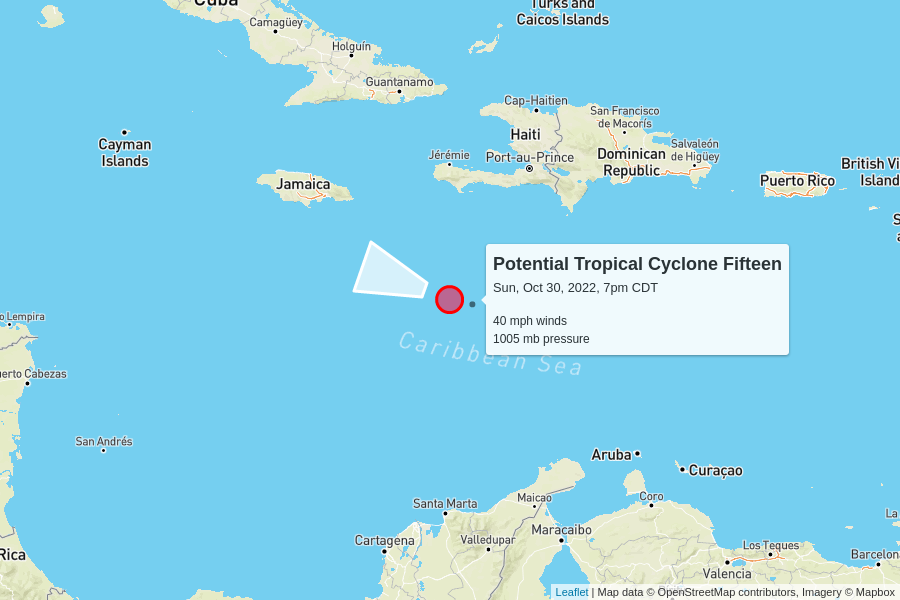 Cuba
Turks and
Caicos Islands
Camagüey
Holguín
Guantanamo
Cap-Haitien
San Francisco
de Macorís
Cayman
Islands
Haiti
Jérémie
Port-au-Prince
Dominican
Republic
Salvaleón
de Higüey
British Vi
Island
Jamaica
Puerto Rico
S
a
Potential Tropical Cyclone Fifteen
Sun, Oct 30, 2022, 7pm CDT
40 mph winds
1005 mb pressure
o Lempira
Caribbean Sea
uerto Cabezas
San Andrés
Aruba
Curaçao
Santa Marta
Maicao
Coro
La
Cartagena
Valledupar
Maracaibo
Los Teques
Rica
Barcelon
Valencia
Leaflet | Map data © OpenStreetMap contributors, Imagery © Mapbox